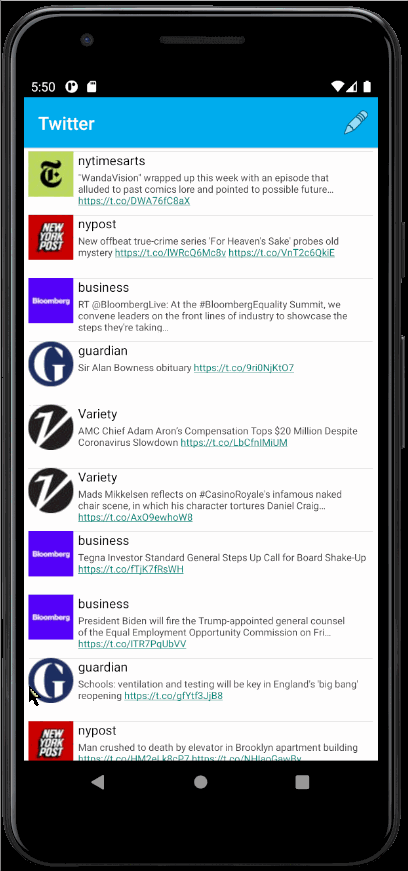 5:50
Twitter
nytimesarts
"WandaVision" wrapped up this week with an episode that
alluded to past comics lore and pointed to possible future…
https://t.co/DWA76fC8aX
NEW
YORK
POST
nypost
New offbeat true-crime series 'For Heaven's Sake' probes old
mystery https://t.co/IWRcQ6Mc8v https://t.co/VnT2c6QkIE
Bloomberg
business
RT @BloombergLive: At the #BloombergEquality Summit, we
convene leaders on the front lines of industry to showcase the
steps they're taking…
guardian
Sir Alan Bowness obituary https://t.co/9ri0NjKtO7
Variety
AMC Chief Adam Aron's Compensation Tops $20 Million Despite
Coronavirus Slowdown https://t.co/LbCfnIMiUM
Variety
Mads Mikkelsen reflects on #CasinoRoyale's infamous naked
chair scene, in which his character tortures Daniel Craig…
https://t.co/AxO9ewhoW8
Bloomberg
business
Tegna Investor Standard General Steps Up Call for Board Shake-Up
https://t.co/fTjK7fRsWH
Bloomberg
business
President Biden will fire the Trump-appointed general counsel
of the Equal Employment Opportunity Commission on Fri…
https://t.co/ITR7PqUbVV
guardian
Schools: ventilation and testing will be key in England's 'big bang'
reopening https://t.co/gfYtf3JjB8
NEW
YORK
POST
nypost
Man crushed to death by elevator in Brooklyn apartment building